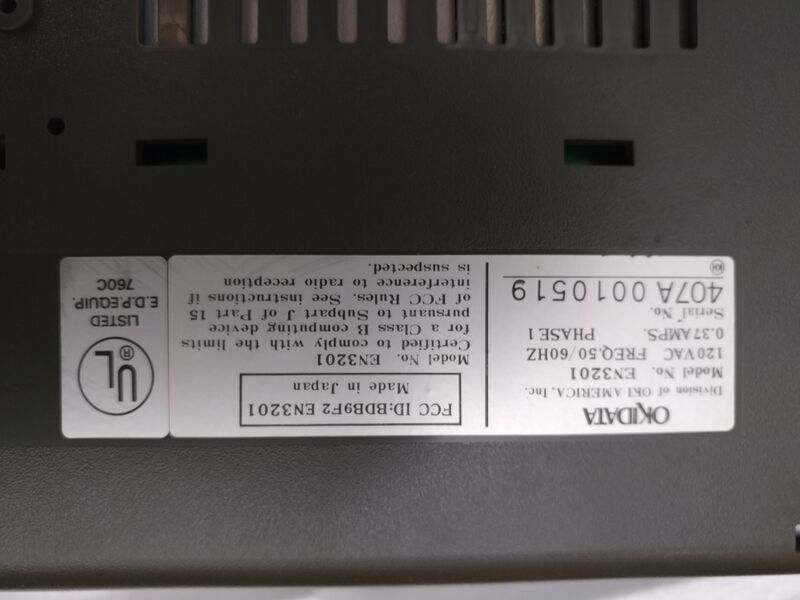 OKIDATA
Division of OKI AMERICA, Inc.
Model No. EN3201
120VAC FREQ.50/60HZ
0.37AMPS. PHASE1
Serial No.
407A 0010519
KH
FCC ID:BDB9F2 EN3201
Made in Japan
Model No. EN3201
Certified to comply with the limits
for a Class B computing device
pursuant to Subpart J of Part 15
of FCC Rules. See instructions if
interference to radio reception
is suspected.
UL®
LISTED
E.D.P.EQUIP.
760C